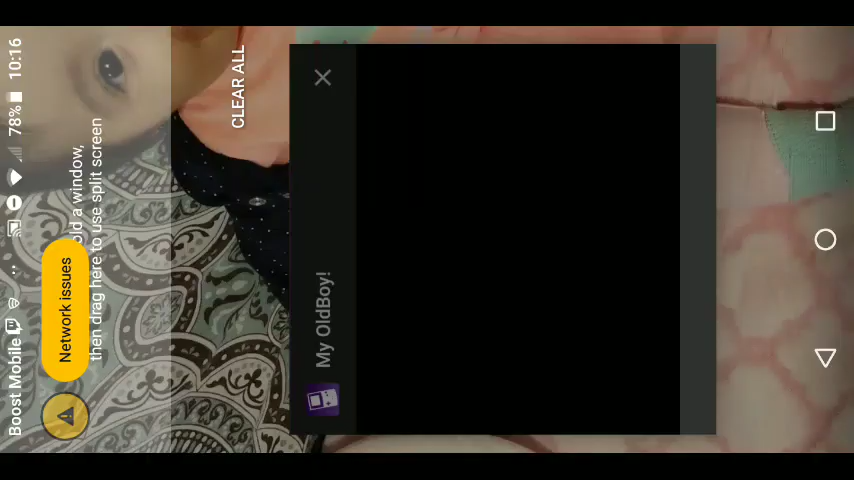 Boost Mobile
78%
10:16
Network issues
old a window,
then drag here to use split screen
CLEAR ALL
My OldBoy!